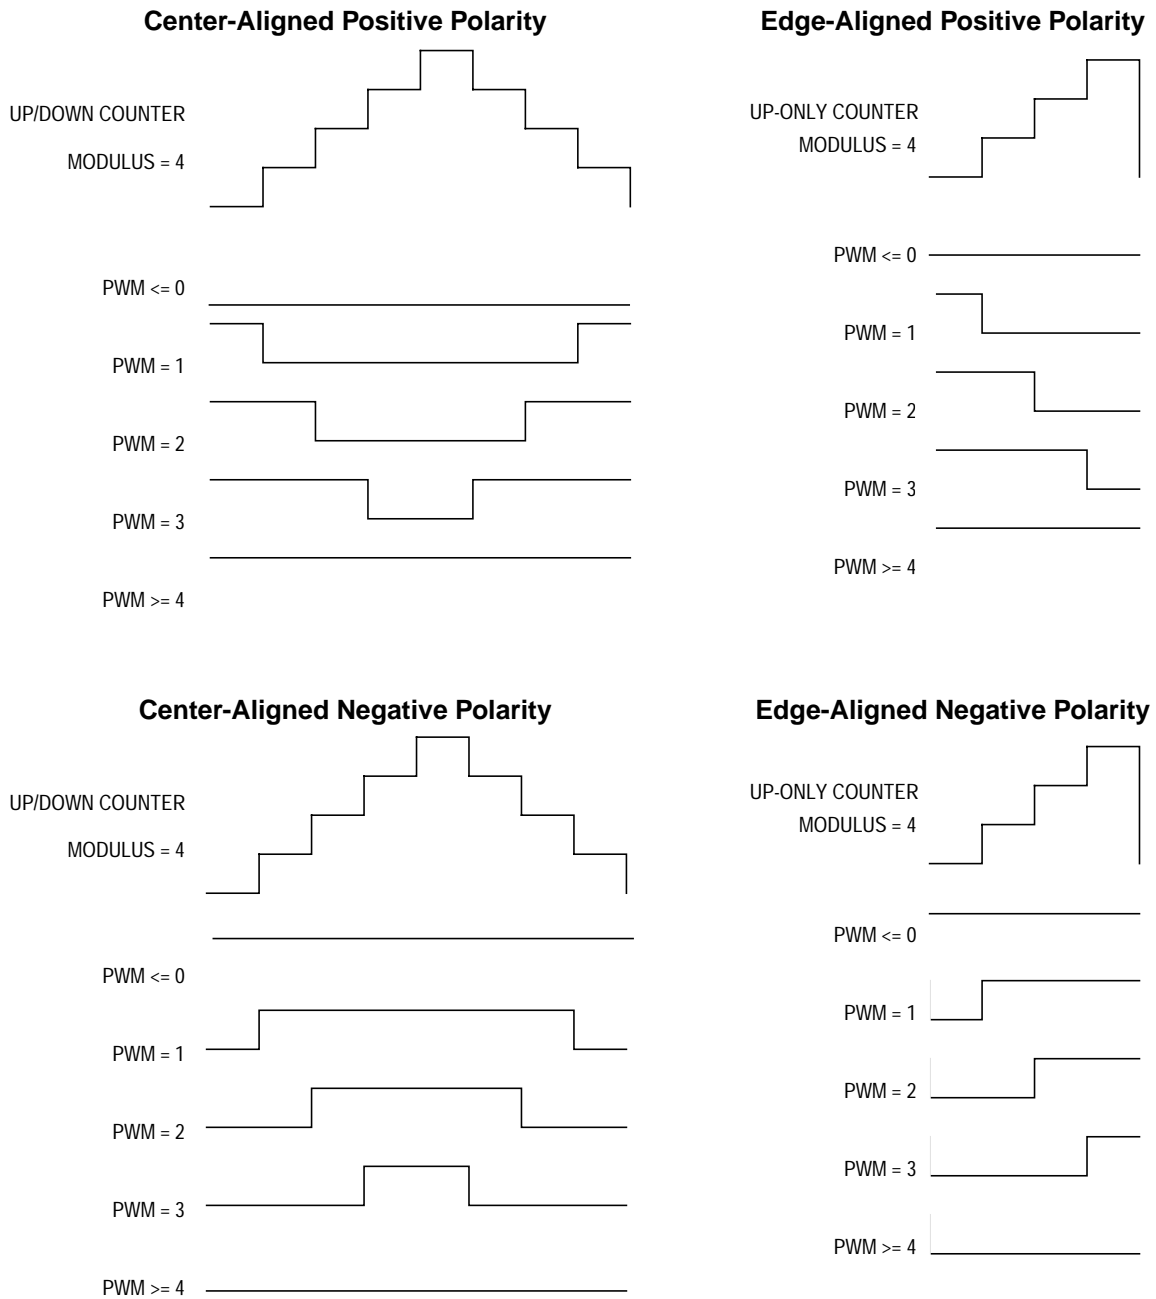 Center-Aligned Positive Polarity
UP/DOWN COUNTER
MODULUS = 4
PWM <= 0
PWM = 1
PWM = 2
PWM = 3
PWM >= 4
Edge-Aligned Positive Polarity
UP-ONLY COUNTER
MODULUS = 4
PWM <= 0
PWM = 1
PWM = 2
PWM = 3
PWM >= 4
Center-Aligned Negative Polarity
UP/DOWN COUNTER
MODULUS = 4
PWM <= 0
PWM = 1
PWM = 2
PWM = 3
PWM >= 4
Edge-Aligned Negative Polarity
UP-ONLY COUNTER
MODULUS = 4
PWM <= 0
PWM = 1
PWM = 2
PWM = 3
PWM >= 4